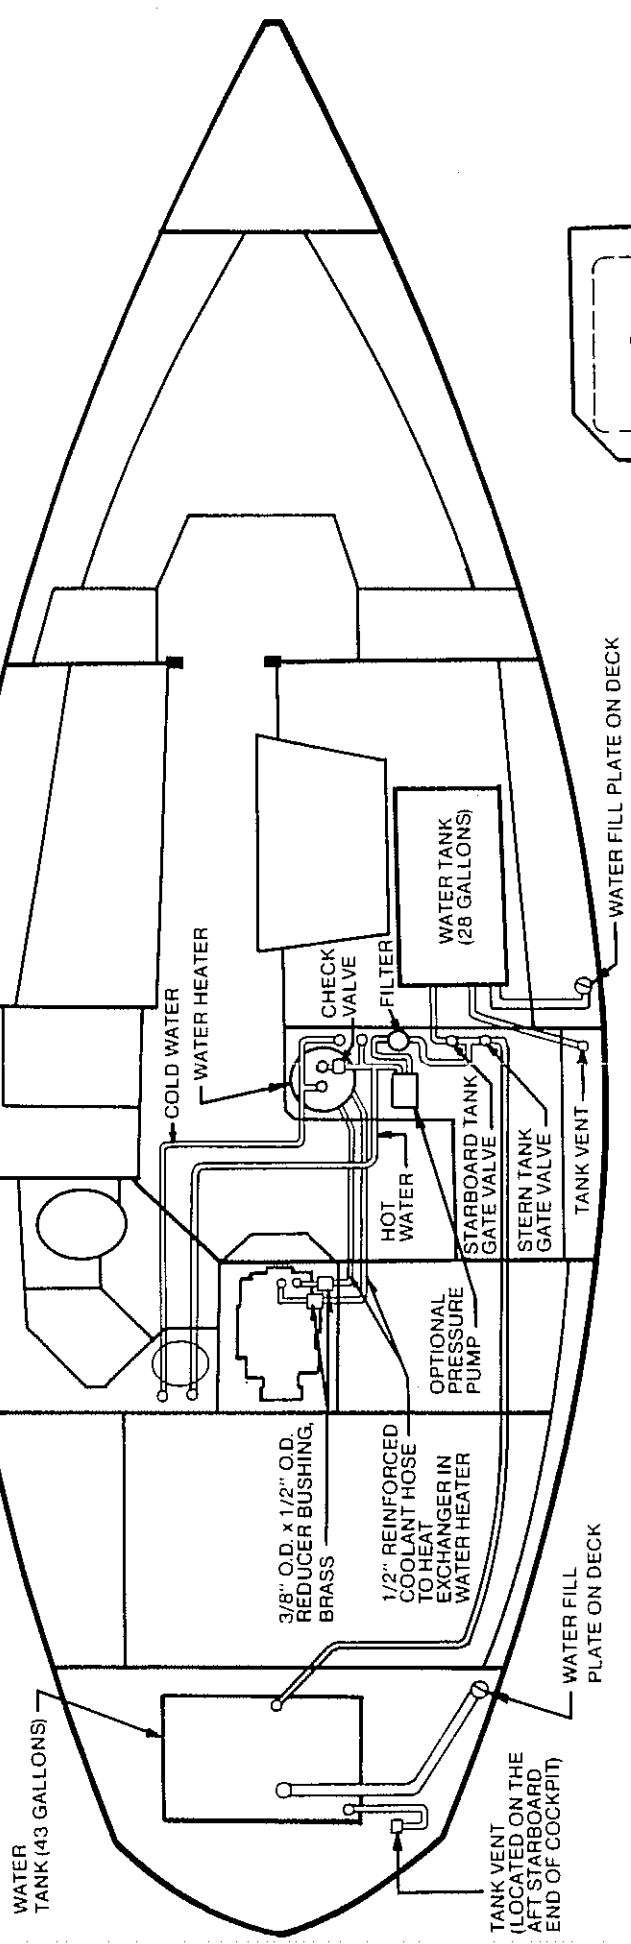 WATER
TANK (43 GALLONS)
TANK VENT
(LOCATED ON THE
AFT STARBOARD
END OF COCKPIT)
WATER FILL
PLATE ON DECK
3/8" O.D. x 1/2" O.D.
REDUCER BUSHING,
BRASS
1/2" REINFORCED
COOLANT HOSE
TO HEAT
EXCHANGER IN
WATER HEATER
OPTIONAL
PRESSURE
PUMP
COLD WATER
WATER HEATER
HOT
WATER
CHECK
VALVE
FILTER
STARBOARD TANK
GATE VALVE
STERN TANK
GATE VALVE
TANK VENT
WATER TANK
(28 GALLONS)
WATER FILL PLATE ON DECK